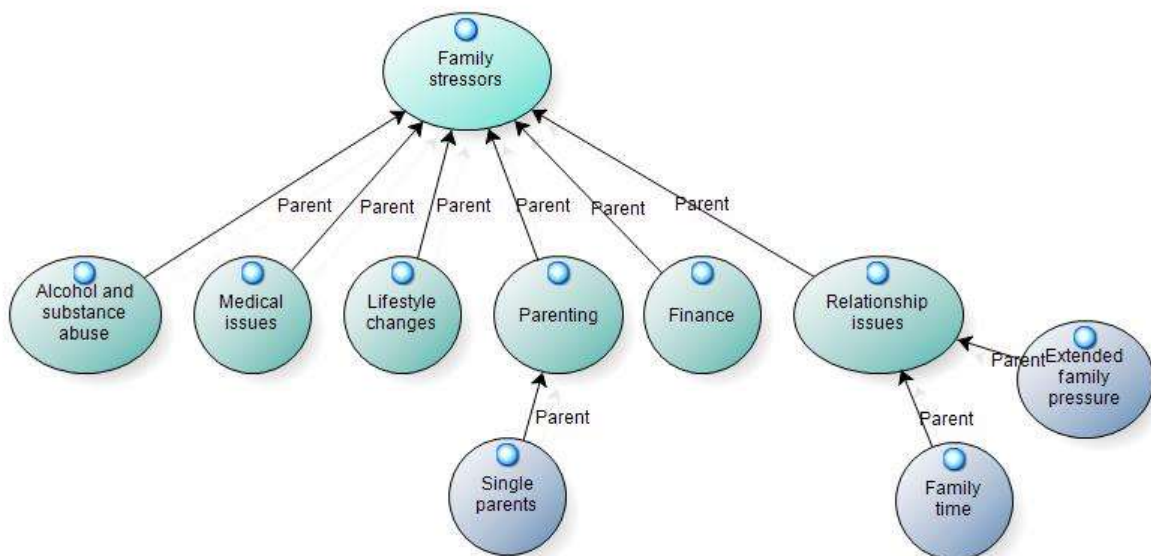 Family
stressors
Parent
Parent
Parent
Parent
Parent
Parent
Alcohol and
substance
abuse
Medical
issues
Lifestyle
changes
Parenting
Finance
Relationship
issues
Parent
Extended
family
pressure
Parent
Parent
Single
parents
Family
time